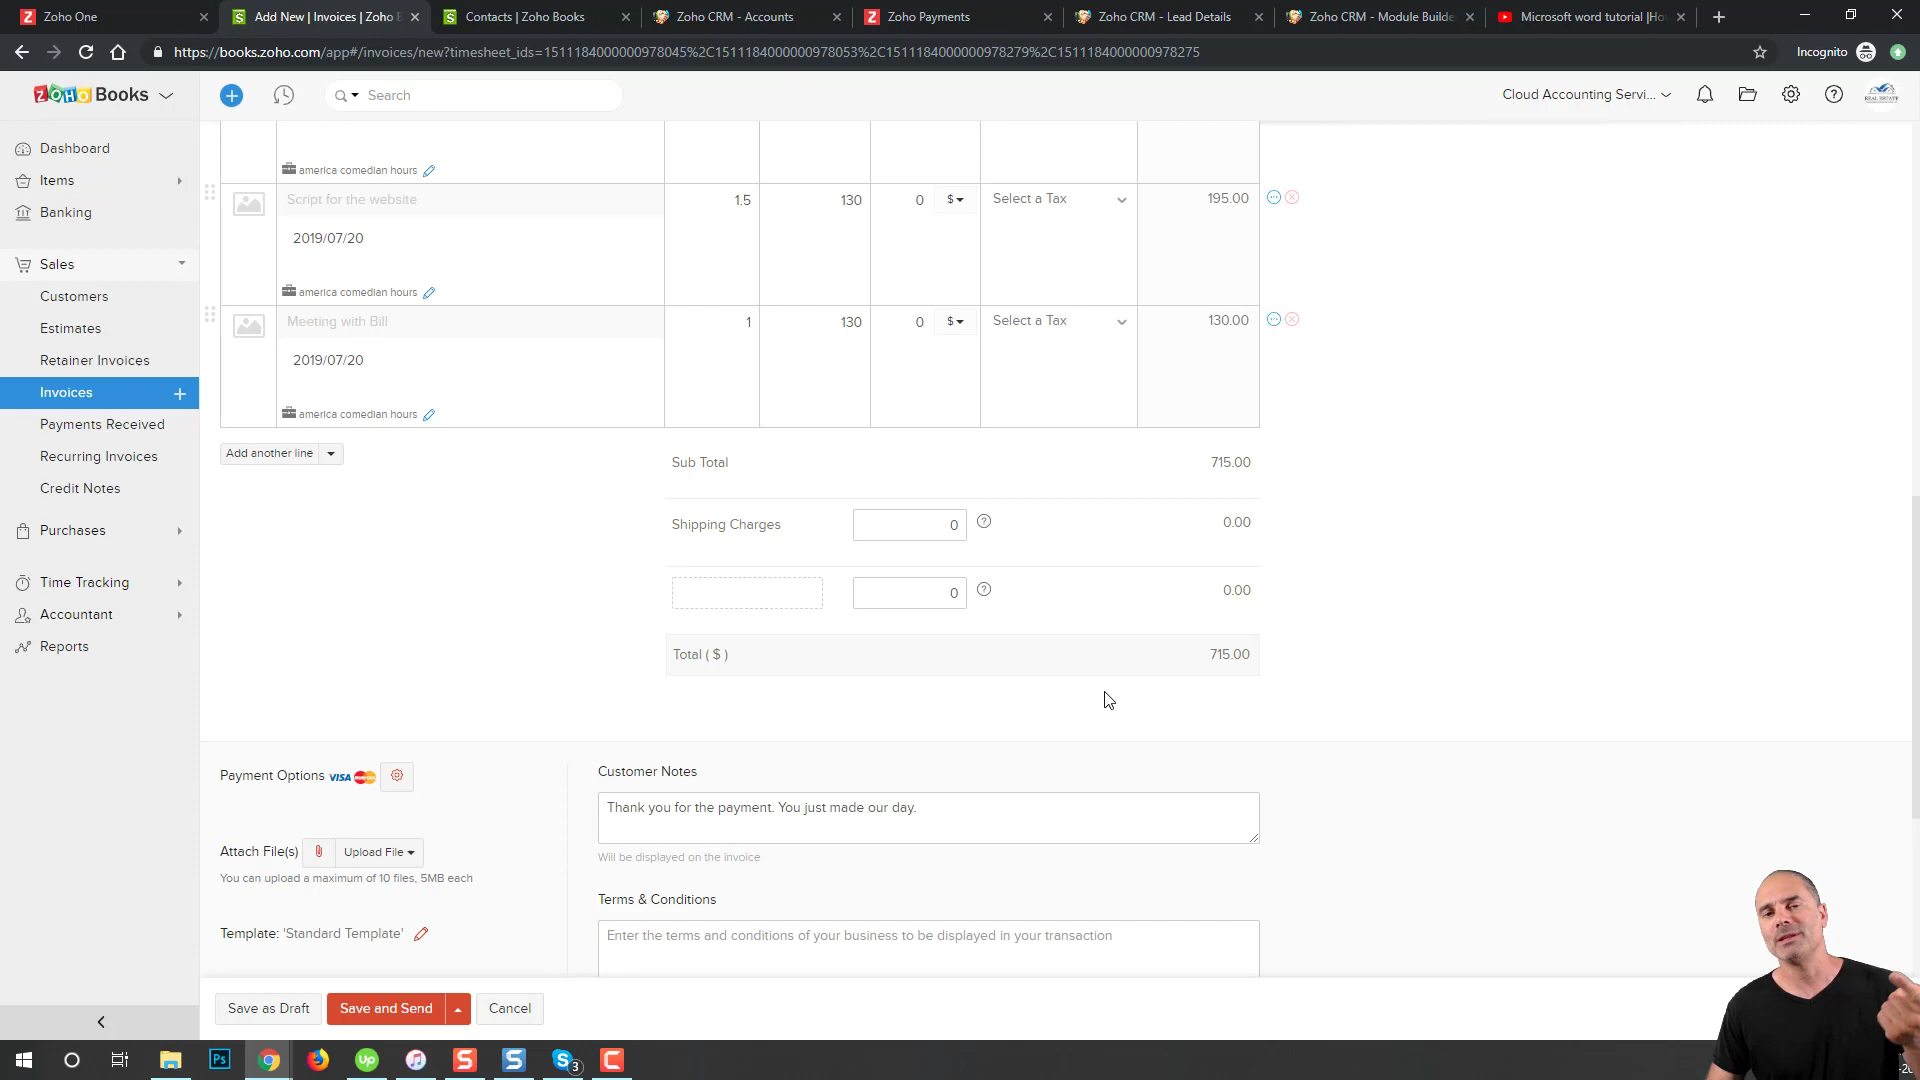 Zoho One
Add New | Invoices | Zoho B
Contacts | Zoho Books
Zoho CRM - Accounts
Zoho Payments
Zoho CRM - Lead Details
Zoho CRM - Module Builde
Microsoft word tutorial |Ho
https://books.zoho.com/app#/invoices/new?timesheet_ids=1511184000000978045%2C1511184000000978053%2C1511184000000978279%2C1511184000000978275
Incognito
ZOHO Books
Search
Cloud Accounting Servi...
REAL ESTATE
Dashboard
Items
Banking
Sales
Customers
Estimates
Retainer Invoices
Invoices
Payments Received
Recurring Invoices
Credit Notes
Purchases
Time Tracking
Accountant
Reports
america comedian hours
Script for the website 1.5 130 0 $ Select a Tax 195.00
2019/07/20
america comedian hours
Meeting with Bill 1 130 0 $ Select a Tax 130.00
2019/07/20
america comedian hours
Add another line
Sub Total 715.00
Shipping Charges 0 0.00
0 0.00
Total ( $ ) 715.00
Payment Options VISA
Attach File(s) Upload File
You can upload a maximum of 10 files, 5MB each
Template: 'Standard Template'
Customer Notes
Thank you for the payment. You just made our day.
Will be displayed on the invoice
Terms & Conditions
Enter the terms and conditions of your business to be displayed in your transaction
Save as Draft
Save and Send
Cancel
Ps
Up
S
S
S
3
C